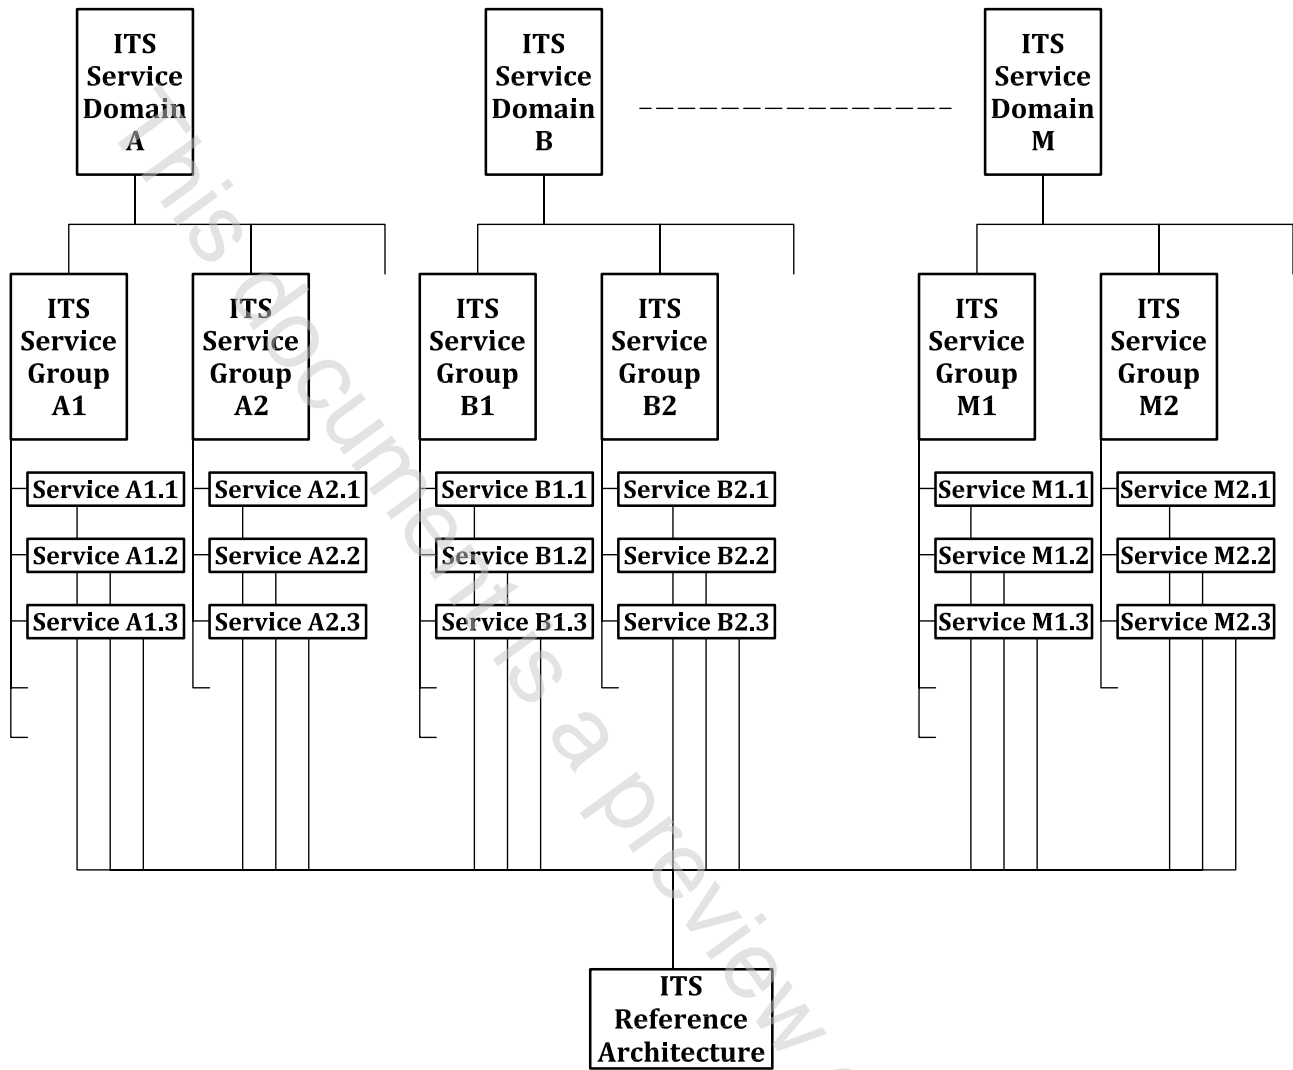 ITS
Service
Domain
A
ITS
Service
Domain
B
ITS
Service
Domain
M
ITS
Service
Group
A1
ITS
Service
Group
A2
ITS
Service
Group
B1
ITS
Service
Group
B2
ITS
Service
Group
M1
ITS
Service
Group
M2
Service A1.1
Service A1.2
Service A1.3
Service A2.1
Service A2.2
Service A2.3
Service B1.1
Service B1.2
Service B1.3
Service B2.1
Service B2.2
Service B2.3
Service M1.1
Service M1.2
Service M1.3
Service M2.1
Service M2.2
Service M2.3
ITS
Reference
Architecture
This document is a preview